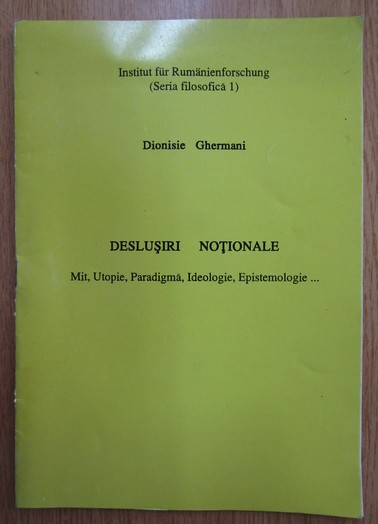 Institut für Rumänienforschung
(Seria filosofică 1)
Dionisie Ghermani
DESLUŞIRI NOŢIONALE
Mit, Utopie, Paradigmă, Ideologie, Epistemologie ...